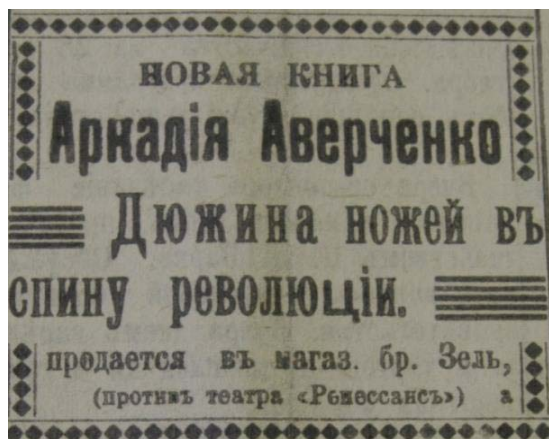 НОВАЯ КНИГА
Аркадія Аверченко
Дюжина ножей въ
спину революціи.
продается въ магаз. бр. Зель,
(противъ театра «Ренессансъ») а